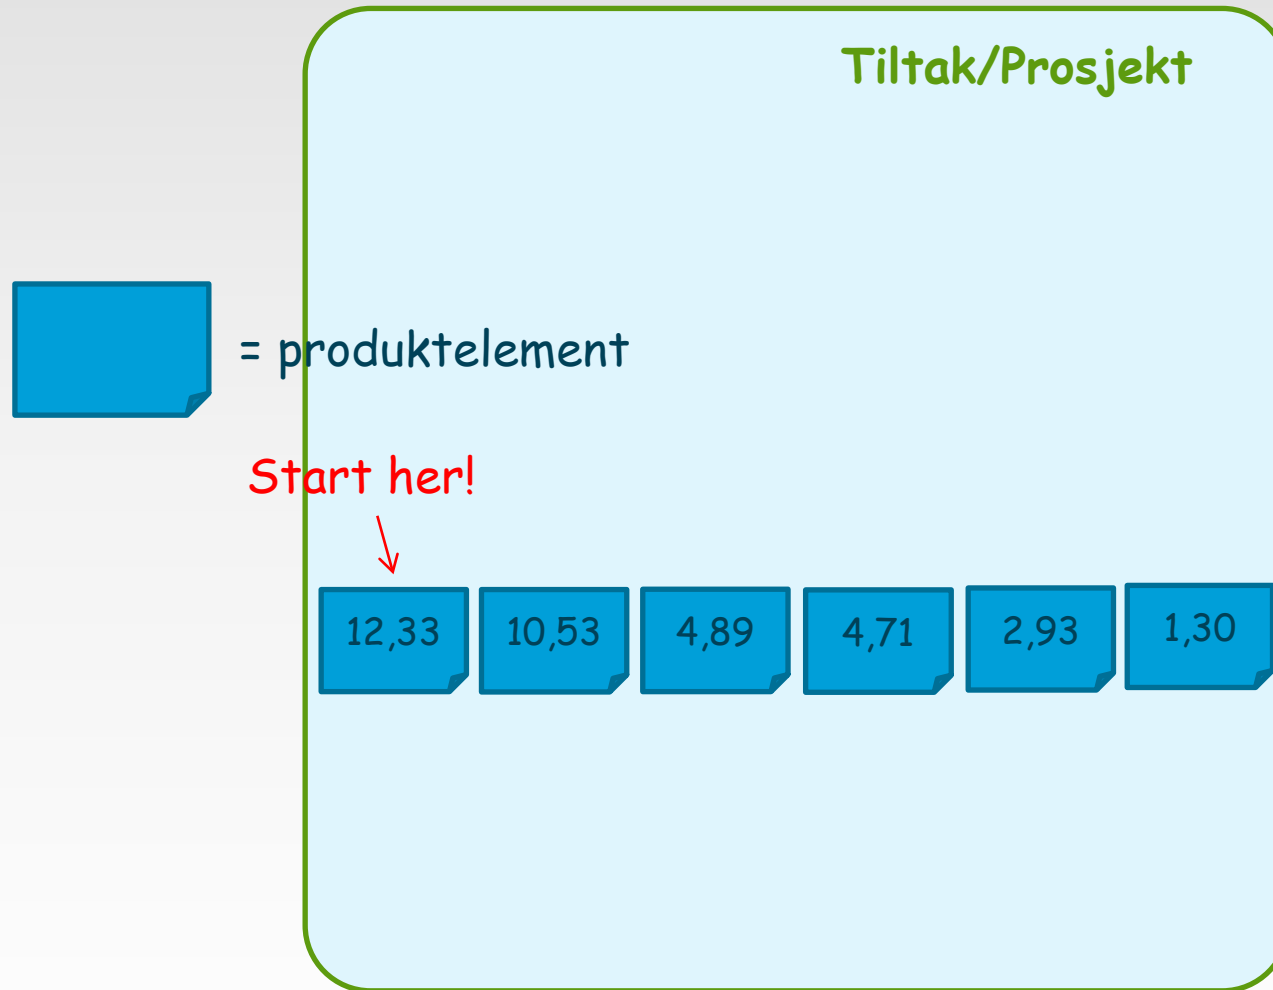 Tiltak/Prosjekt
= produktelement
Start her!
12,33 10,53 4,89 4,71 2,93 1,30